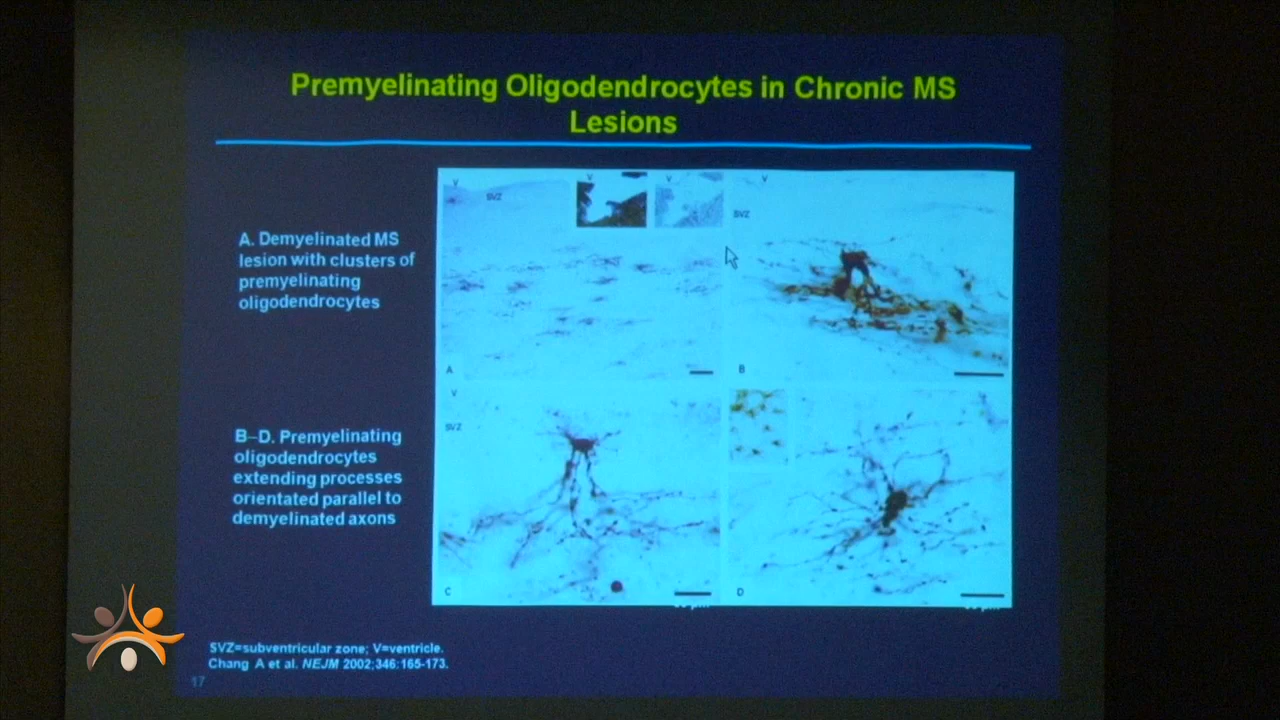 Premyelinating Oligodendrocytes in Chronic MS
Lesions
A. Demyelinated MS
lesion with clusters of
premyelinating
oligodendrocytes
B–D. Premyelinating
oligodendrocytes
extending processes
orientated parallel to
demyelinated axons
V
SVZ
V
V
A
V
SVZ
B
V
SVZ
C
D
SVZ=subventricular zone; V=ventricle.
Chang A et al. NEJM 2002;346:165-173.
17